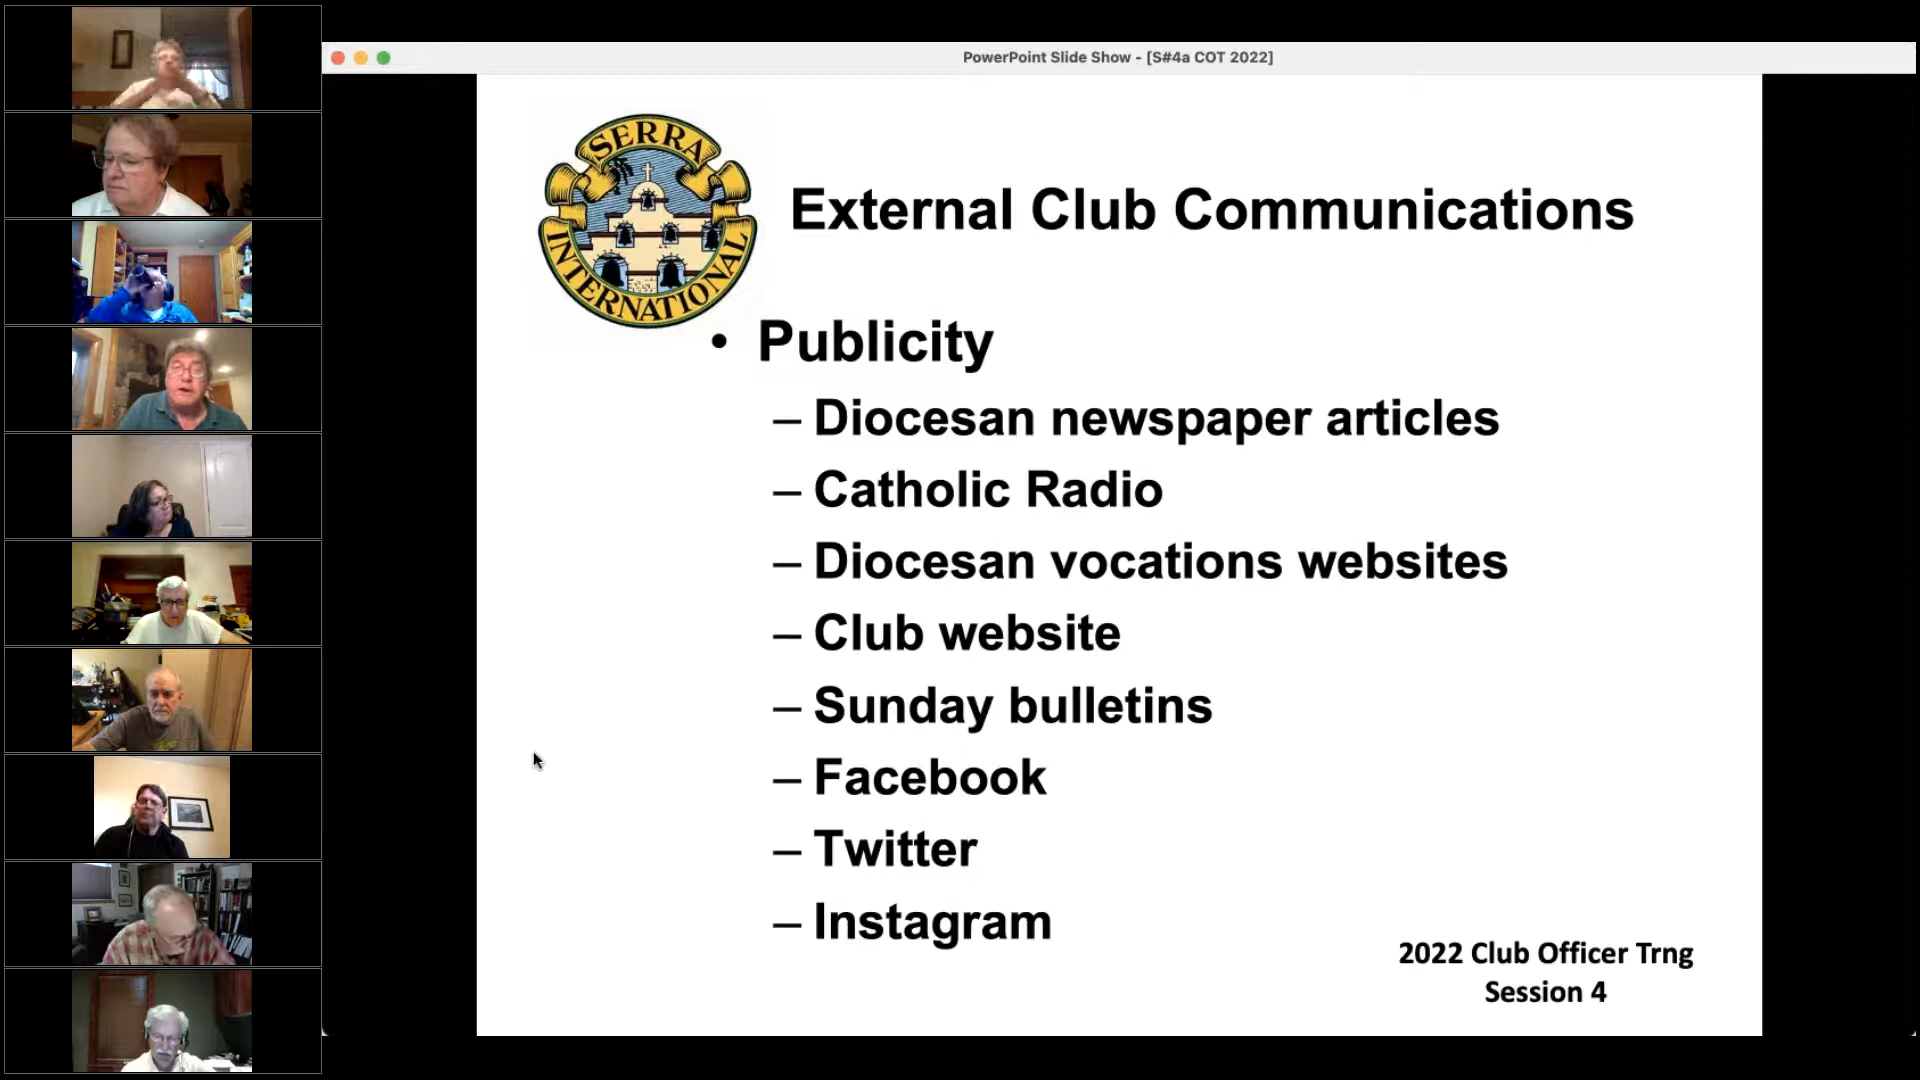 PowerPoint Slide Show - [S#4a COT 2022]
SERRA
INTERNATIONAL
External Club Communications
• Publicity
– Diocesan newspaper articles
– Catholic Radio
– Diocesan vocations websites
– Club website
– Sunday bulletins
– Facebook
– Twitter
– Instagram
2022 Club Officer Trng
Session 4